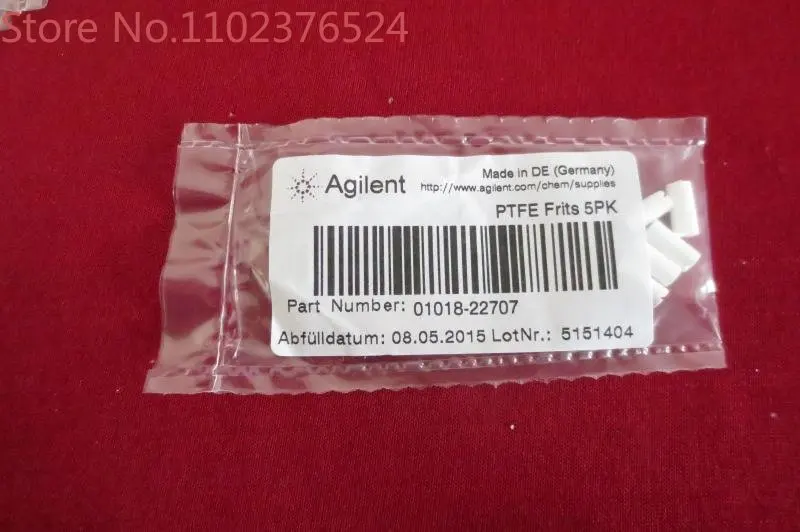 Store No.1102376524
Agilent
Made in DE (Germany)
http://www.agilent.com/chem/supplies
PTFE Frits 5PK
Part Number: 01018-22707
Abfülldatum: 08.05.2015 LotNr.: 5151404